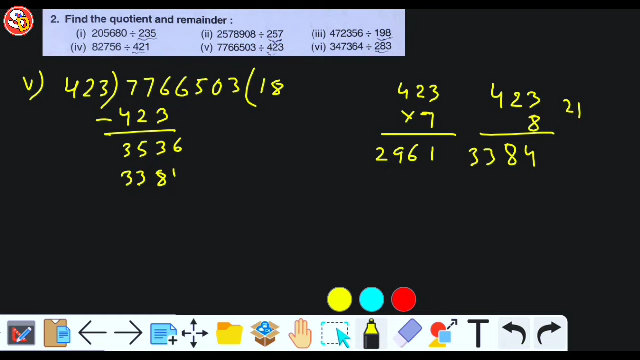 2. Find the quotient and remainder :
(i) 205680 ÷ 235 (ii) 2578908 ÷ 257 (iii) 472356 ÷ 198
(iv) 82756 ÷ 421 (v) 7766503 ÷ 423 (vi) 347364 ÷ 283
v) 423) 7766503 (18
- 423
3536
338
423
× 7
2961
423
8
21
3384
T